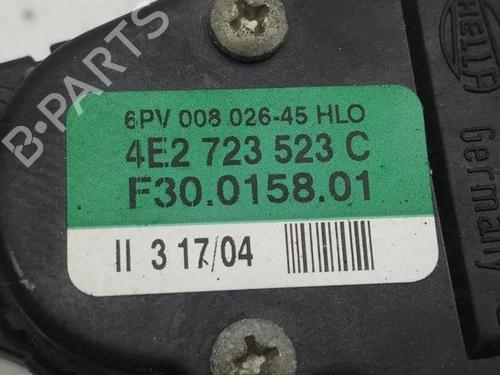 B-PARTS
HELLA
Germany
6PV 008 026-45 HLO
4E2 723 523 C
F30.0158.01
II 3 17/04